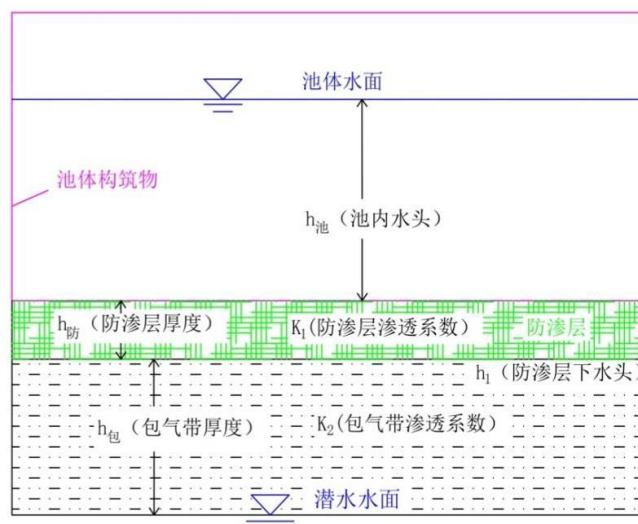 池体水面
池体构筑物
h池（池内水头）
h防（防渗层厚度） K1(防渗层渗透系数） 防渗层
h1（防渗层下水头）
h包（包气带厚度） K2(包气带渗透系数）
潜水水面